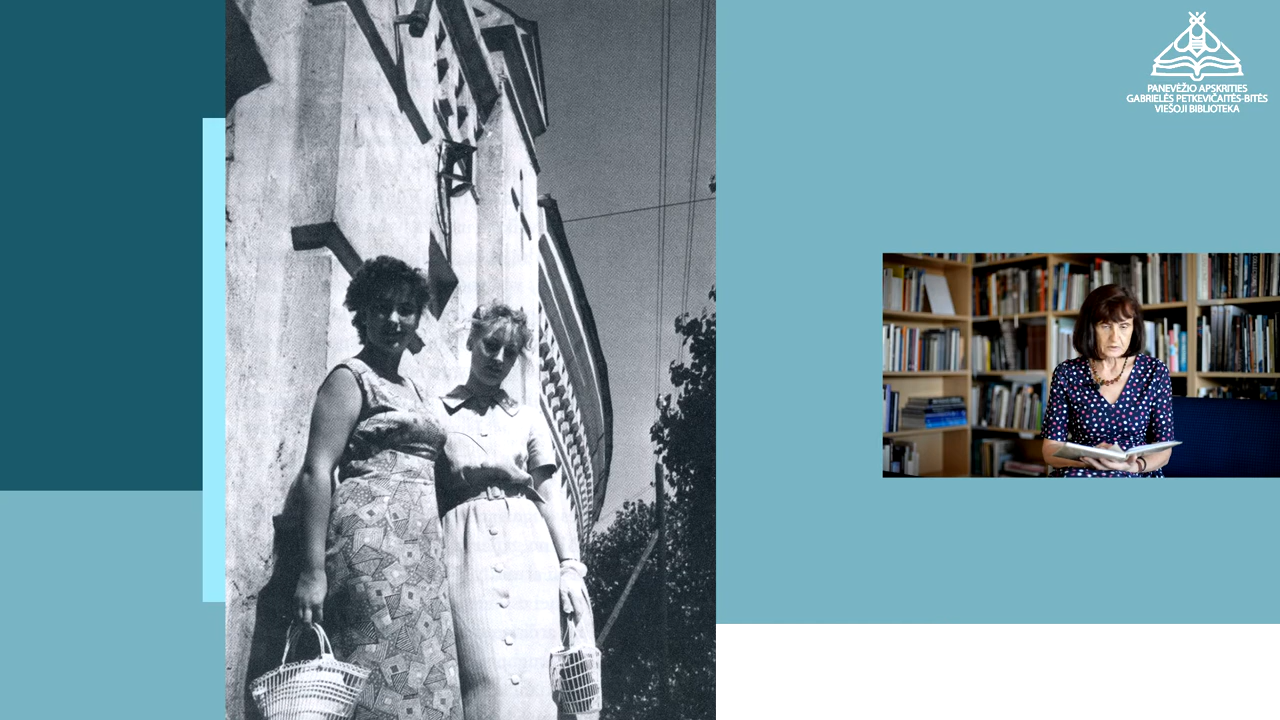 PANEVĖŽIO APSKRITIES
GABRIELĖS PETKEVIČAITĖS-BITĖS
VIEŠOJI BIBLIOTEKA